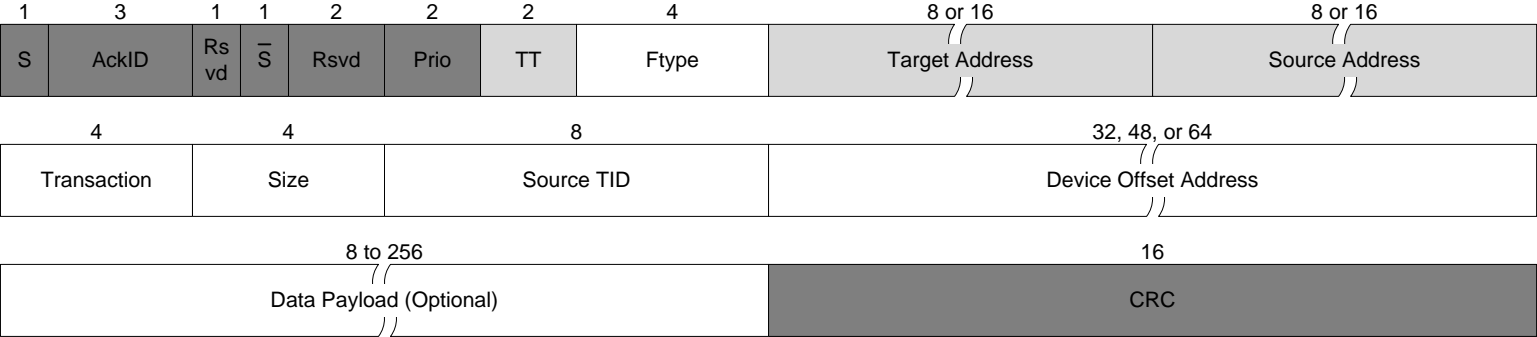 1 3 1 1 2 2 2 4 8 or 16 8 or 16
S AckID Rs vd S̅ Rsvd Prio TT Ftype Target Address Source Address
4 4 8 32, 48, or 64
Transaction Size Source TID Device Offset Address
8 to 256 16
Data Payload (Optional) CRC